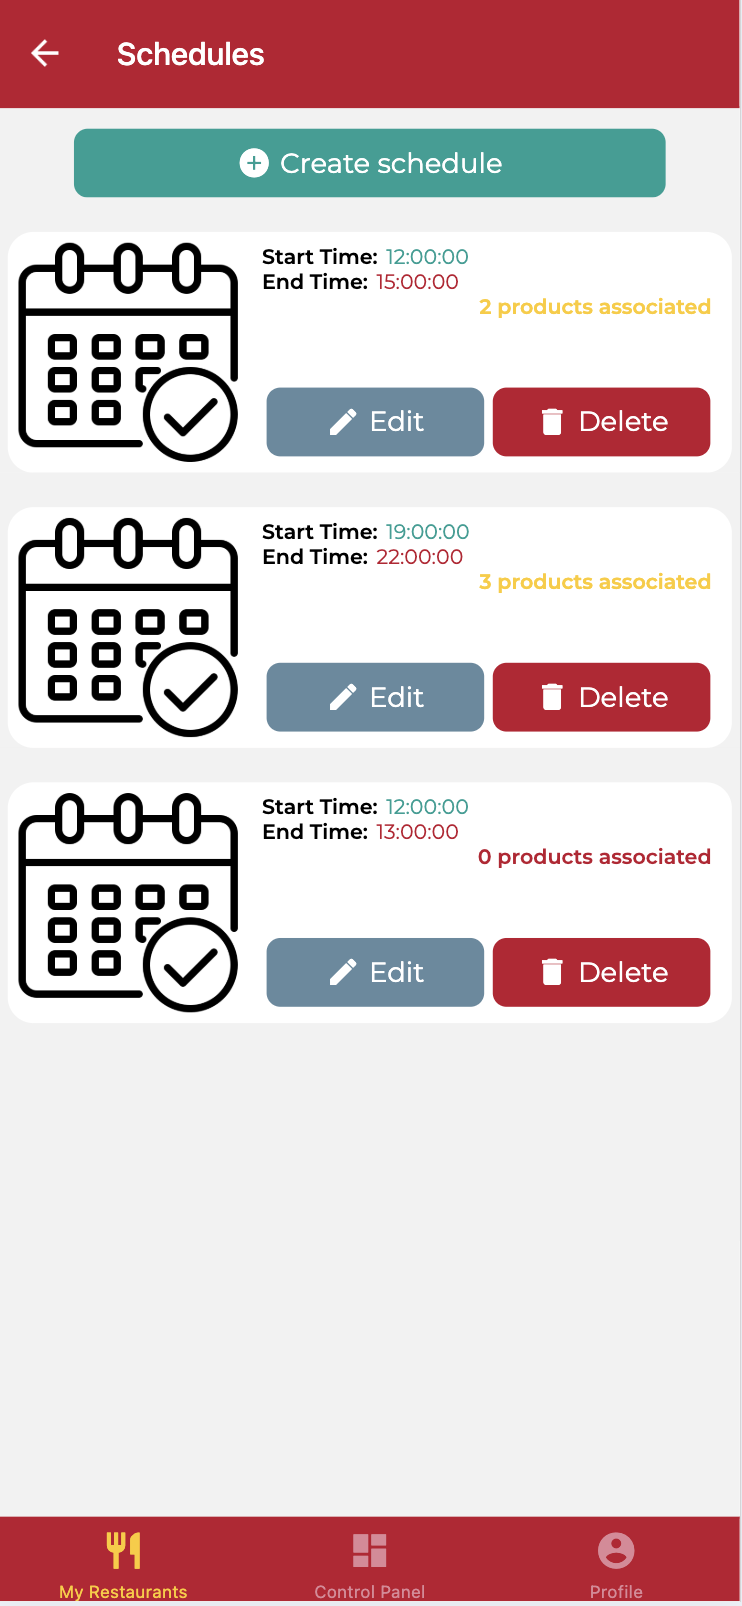 Schedules
Create schedule
Start Time: 12:00:00
End Time: 15:00:00
2 products associated
Edit
Delete
Start Time: 19:00:00
End Time: 22:00:00
3 products associated
Edit
Delete
Start Time: 12:00:00
End Time: 13:00:00
0 products associated
Edit
Delete
My Restaurants
Control Panel
Profile